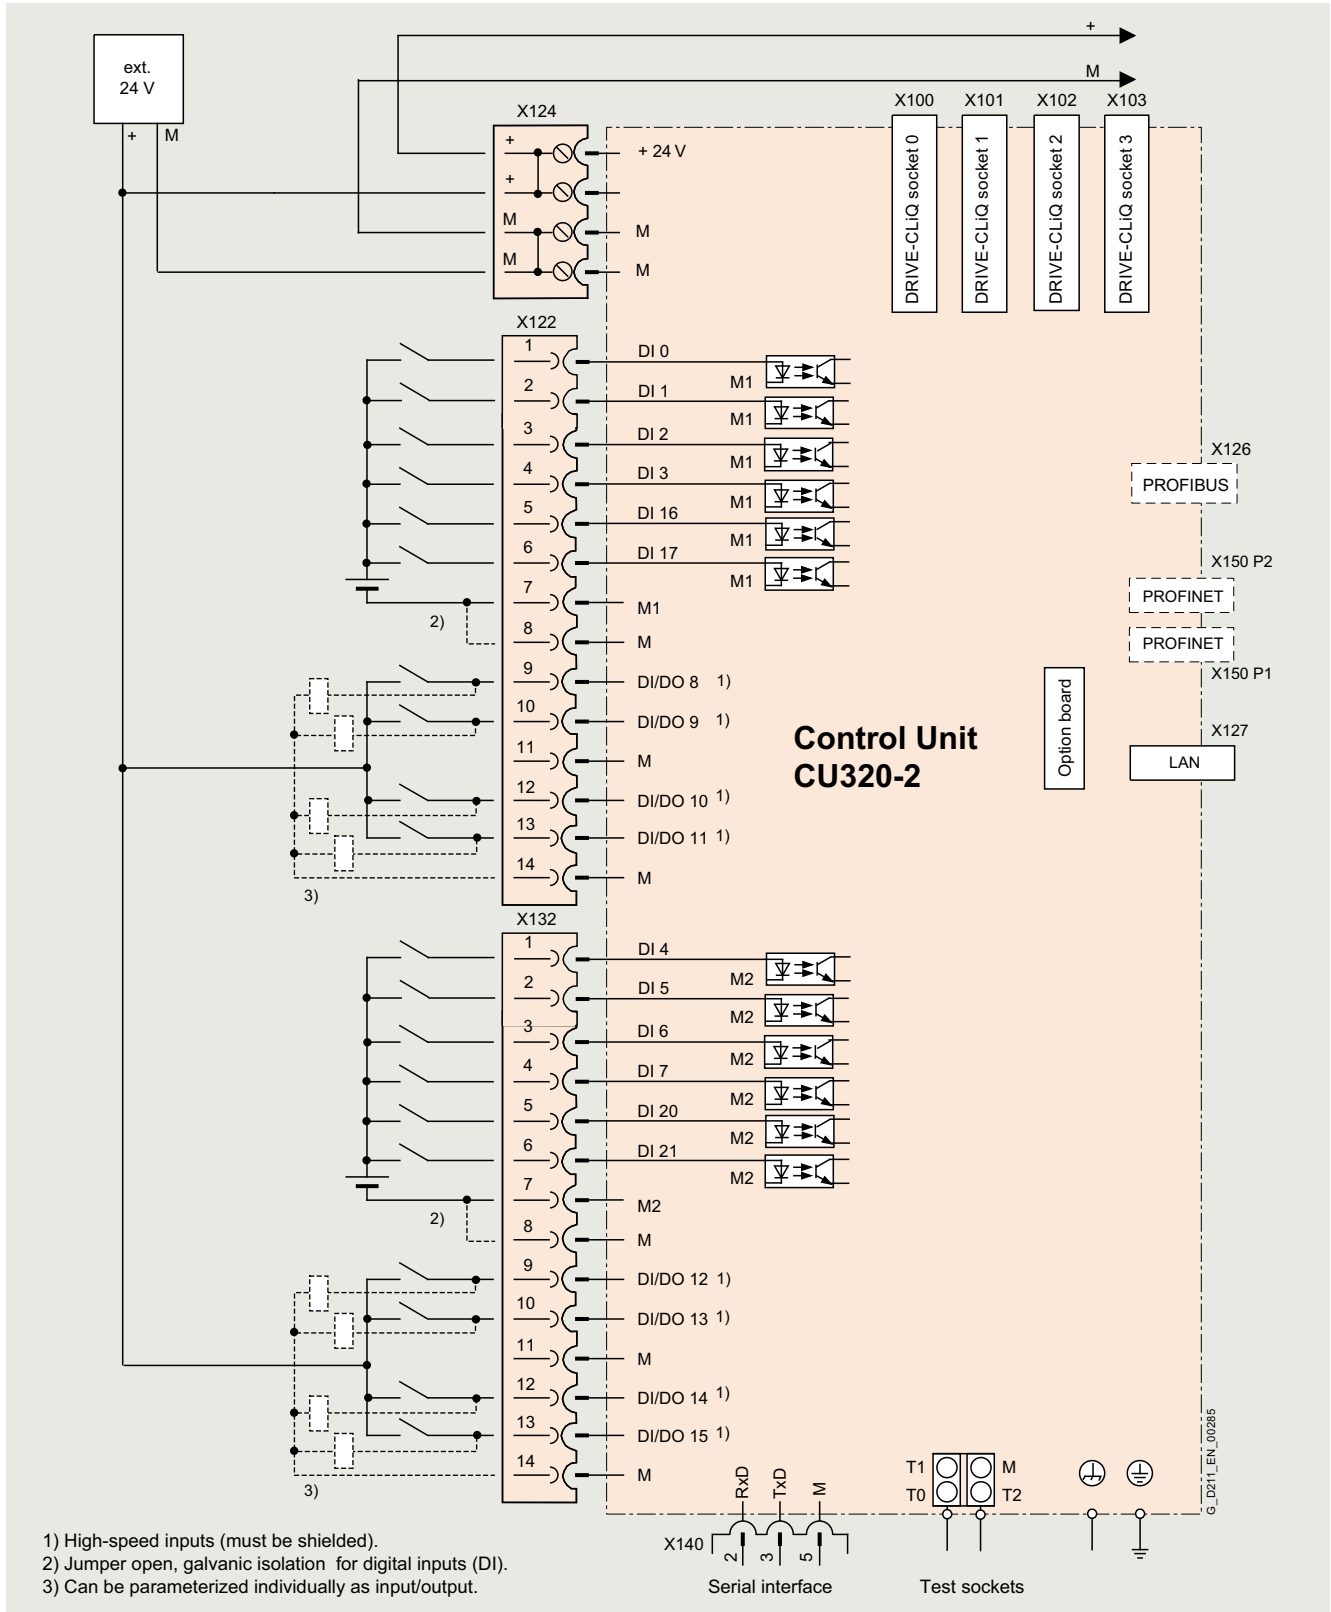 +
M
ext.
24 V
+ M
X124
+
+
M
M
+ 24 V
M
M
X100 X101 X102 X103
DRIVE-CLiQ socket 0
DRIVE-CLiQ socket 1
DRIVE-CLiQ socket 2
DRIVE-CLiQ socket 3
X122
1 DI 0 M1
2 DI 1 M1
3 DI 2 M1
4 DI 3 M1
5 DI 16 M1
6 DI 17 M1
7 M1
2)
8 M
9 DI/DO 8 1)
10 DI/DO 9 1)
11 M
12 DI/DO 10 1)
13 DI/DO 11 1)
14 M
3)
X126
PROFIBUS
X150 P2
PROFINET
PROFINET
X150 P1
Option board
X127
LAN
Control Unit
CU320-2
X132
1 DI 4 M2
2 DI 5 M2
3 DI 6 M2
4 DI 7 M2
5 DI 20 M2
6 DI 21 M2
7 M2
2)
8 M
9 DI/DO 12 1)
10 DI/DO 13 1)
11 M
12 DI/DO 14 1)
13 DI/DO 15 1)
14 M
3)
RxD TxD M
X140
2 3 5
Serial interface
T1 M
T0 T2
Test sockets
G_D211_EN_00285
1) High-speed inputs (must be shielded).
2) Jumper open, galvanic isolation for digital inputs (DI).
3) Can be parameterized individually as input/output.